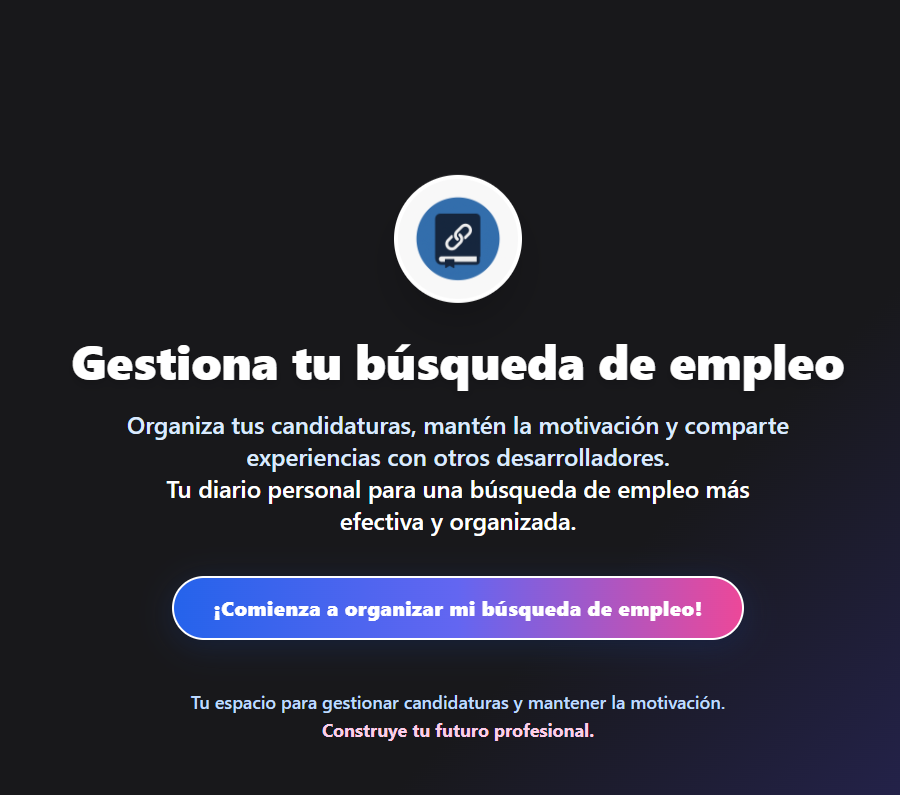 Gestiona tu búsqueda de empleo
Organiza tus candidaturas, mantén la motivación y comparte
experiencias con otros desarrolladores.
Tu diario personal para una búsqueda de empleo más
efectiva y organizada.
¡Comienza a organizar mi búsqueda de empleo!
Tu espacio para gestionar candidaturas y mantener la motivación.
Construye tu futuro profesional.